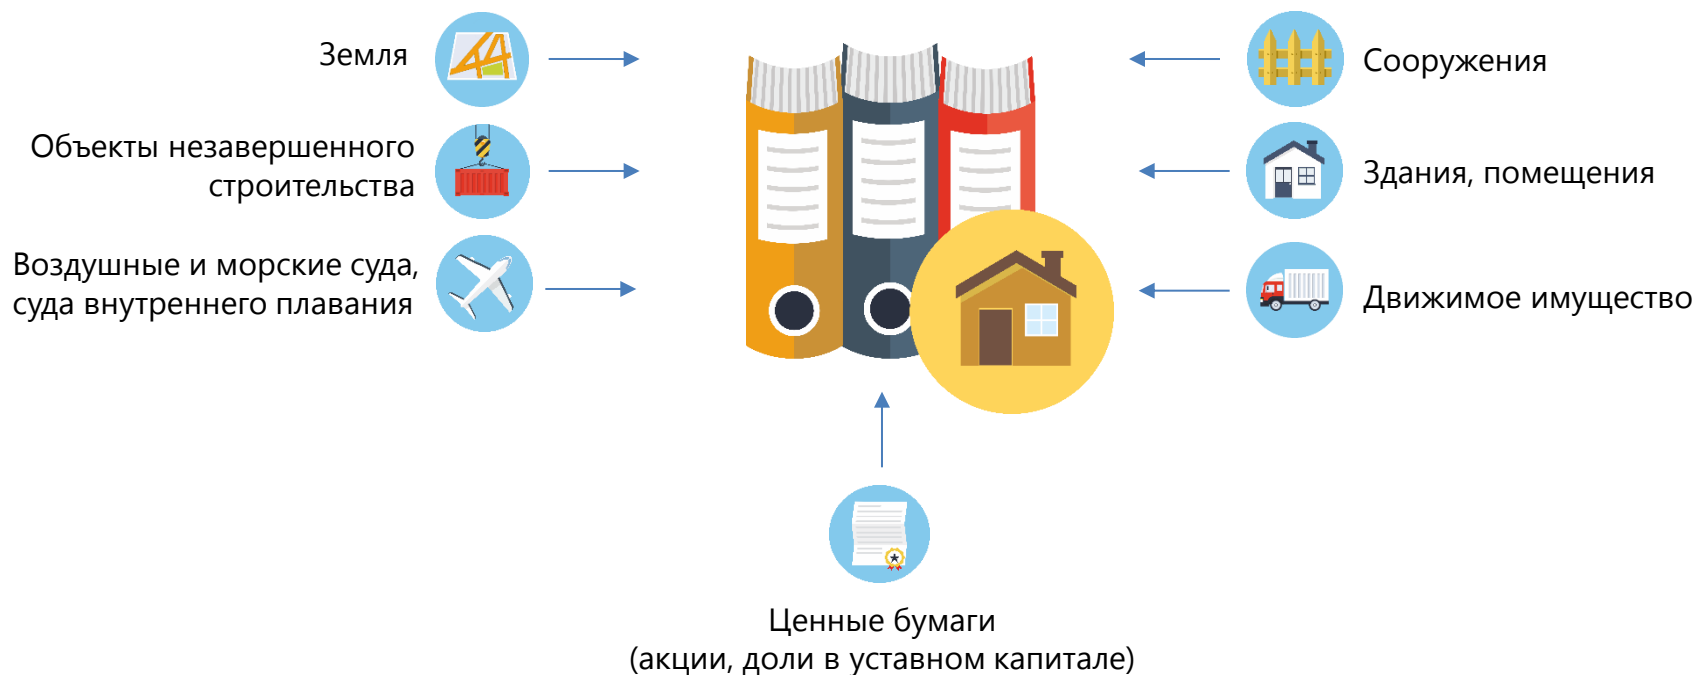 Земля
Объекты незавершенного
строительства
Воздушные и морские суда,
суда внутреннего плавания
Сооружения
Здания, помещения
Движимое имущество
Ценные бумаги
(акции, доли в уставном капитале)